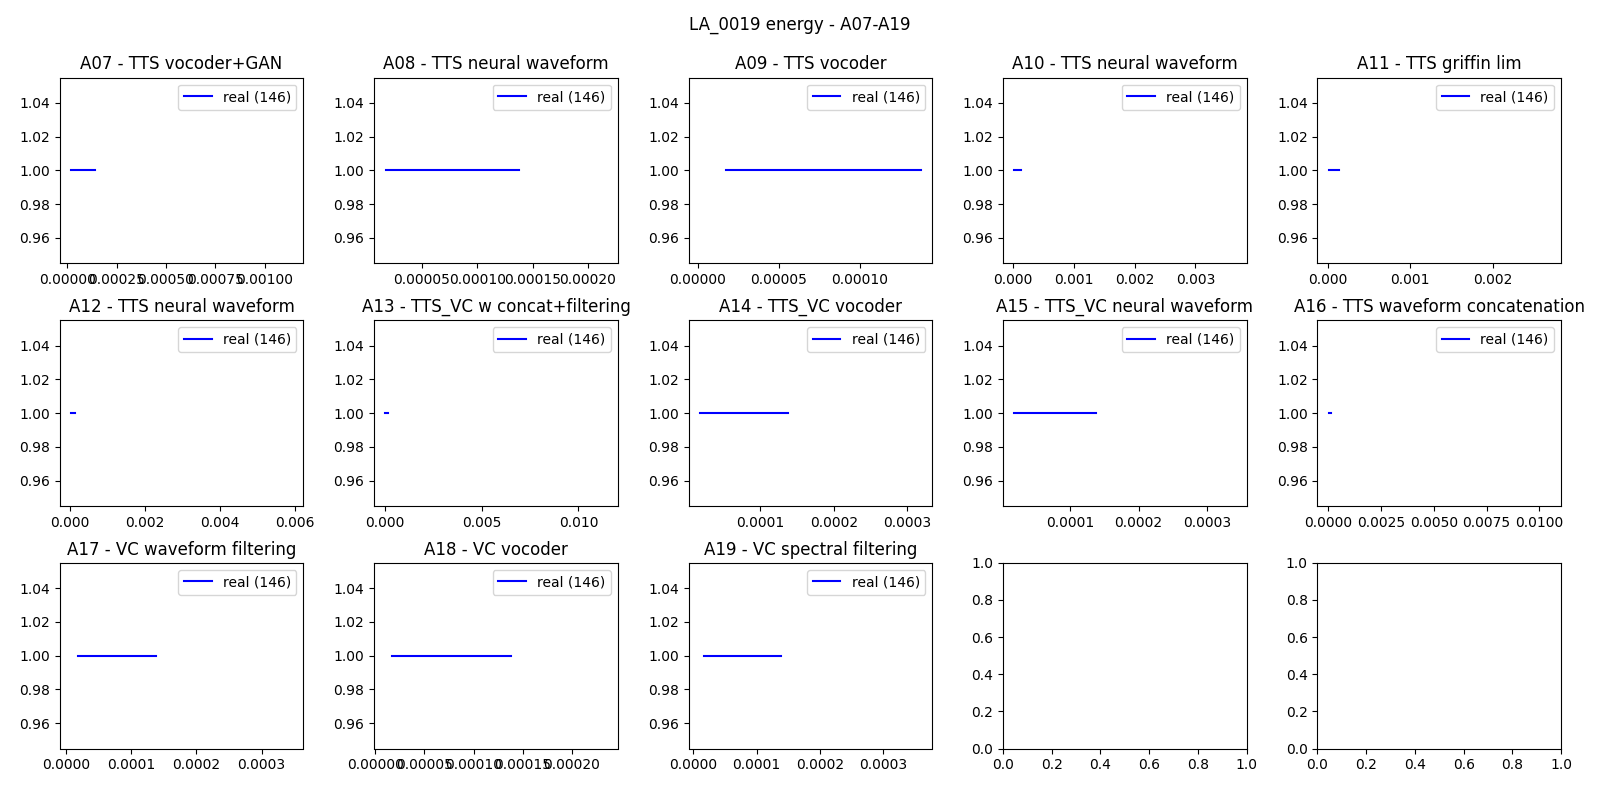 LA_0019 energy - A07-A19
A07 - TTS vocoder+GAN
A08 - TTS neural waveform
A09 - TTS vocoder
A10 - TTS neural waveform
A11 - TTS griffin lim
real (146)
real (146)
real (146)
real (146)
real (146)
1.04 1.04 1.04 1.04 1.04
1.02 1.02 1.02 1.02 1.02
1.00 1.00 1.00 1.00 1.00
0.98 0.98 0.98 0.98 0.98
0.96 0.96 0.96 0.96 0.96
0.00000 0.00025 0.00050 0.00075 0.00100
0.00005 0.00010 0.00015 0.00020
0.00000 0.00005 0.00010
0.000 0.001 0.002 0.003
0.000 0.001 0.002
A12 - TTS neural waveform
A13 - TTS_VC w concat+filtering
A14 - TTS_VC vocoder
A15 - TTS_VC neural waveform
A16 - TTS waveform concatenation
real (146)
real (146)
real (146)
real (146)
real (146)
1.04 1.04 1.04 1.04 1.04
1.02 1.02 1.02 1.02 1.02
1.00 1.00 1.00 1.00 1.00
0.98 0.98 0.98 0.98 0.98
0.96 0.96 0.96 0.96 0.96
0.000 0.002 0.004 0.006
0.000 0.005 0.010
0.0001 0.0002 0.0003
0.0001 0.0002 0.0003
0.0000 0.0025 0.0050 0.0075 0.0100
A17 - VC waveform filtering
A18 - VC vocoder
A19 - VC spectral filtering
real (146)
real (146)
real (146)
1.04 1.04 1.04 1.0 1.0
1.02 1.02 1.02 0.8 0.8
1.00 1.00 1.00 0.6 0.6
0.98 0.98 0.98 0.4 0.4
0.96 0.96 0.96 0.2 0.2
0.0 0.0
0.0000 0.0001 0.0002 0.0003
0.00000 0.00005 0.00010 0.00015 0.00020
0.0000 0.0001 0.0002 0.0003
0.0 0.2 0.4 0.6 0.8 1.0
0.0 0.2 0.4 0.6 0.8 1.0